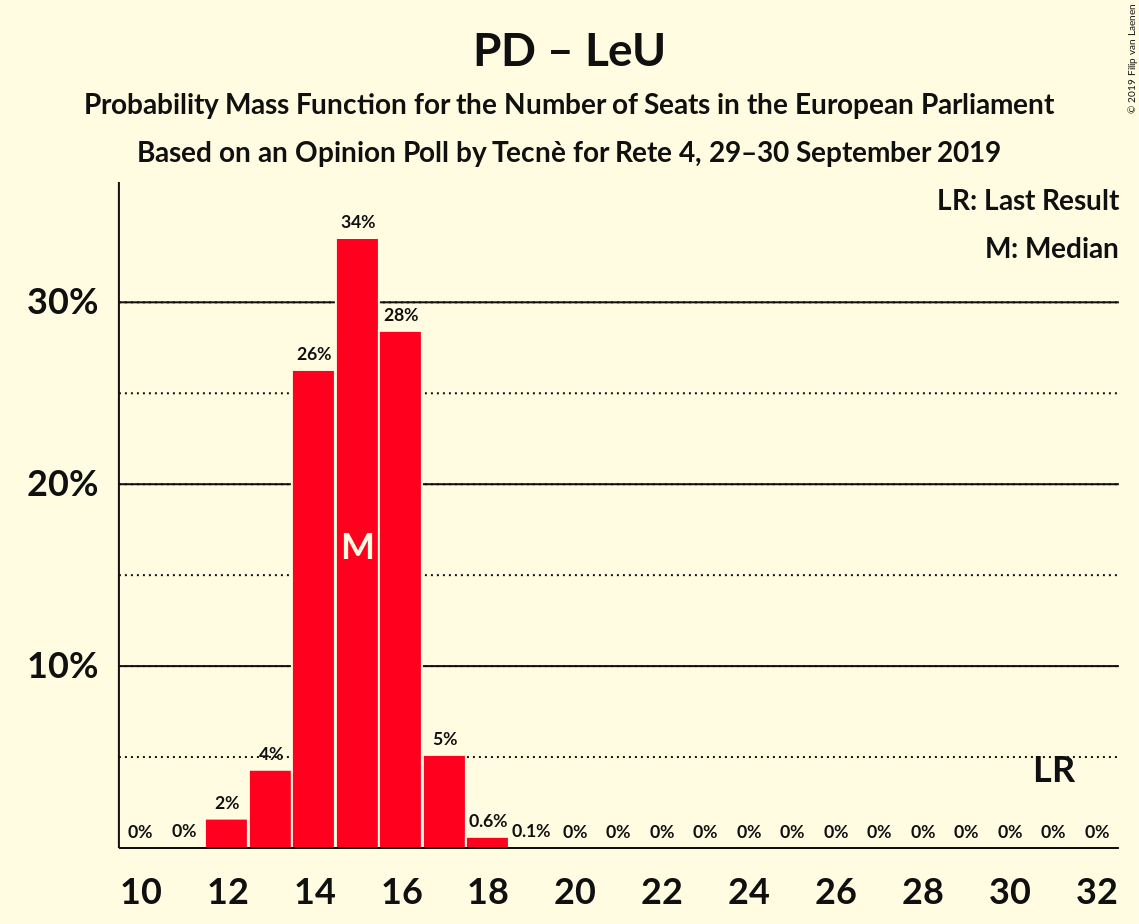 PD – LeU
Probability Mass Function for the Number of Seats in the European Parliament
Based on an Opinion Poll by Tecnè for Rete 4, 29–30 September 2019
© 2019 Filip van Laenen
LR: Last Result
M: Median
30%
20%
10%
0% 0% 2% 4% 26% 34% 28% 5% 0.6% 0.1% 0% 0% 0% 0% 0% 0% 0% 0% 0% 0% 0% 0% 0%
M
LR
10 12 14 16 18 20 22 24 26 28 30 32